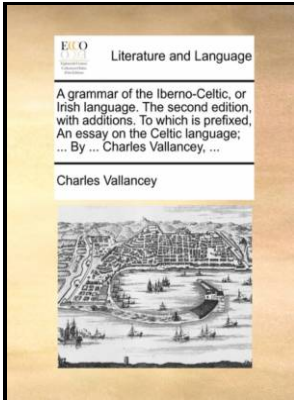 ECCO
Literature and Language
A grammar of the Iberno-Celtic, or
Irish language. The second edition,
with additions. To which is prefixed,
An essay on the Celtic language;
... By ... Charles Vallancey, ...
Charles Vallancey